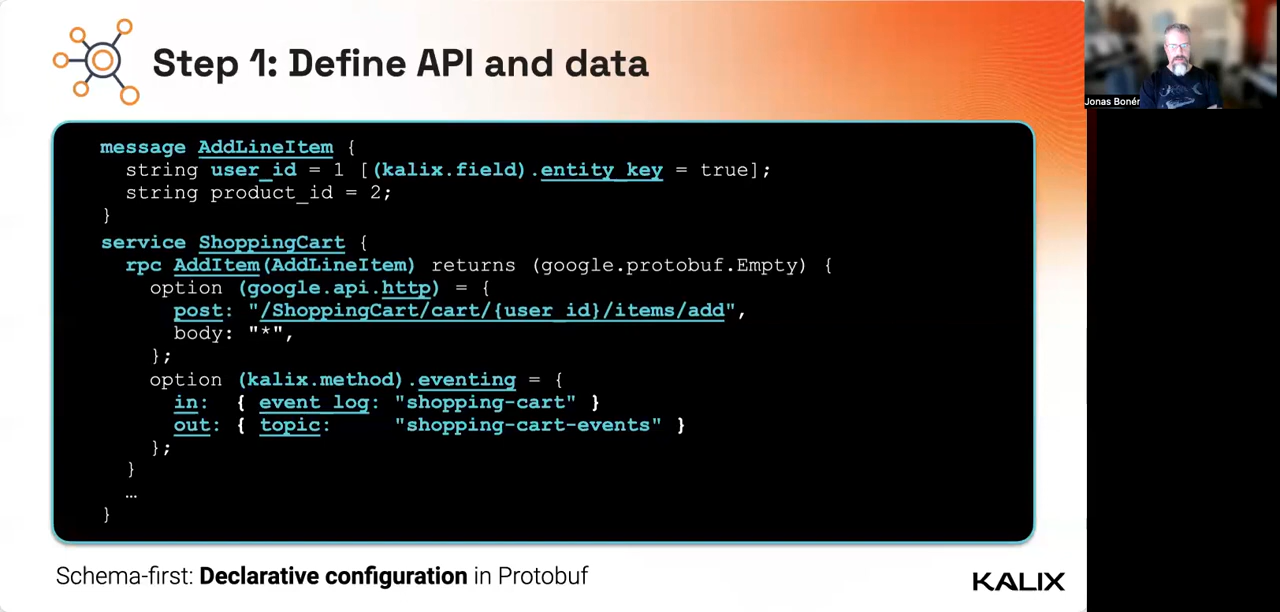 Step 1: Define API and data
Jonas Bonér
message AddLineItem {
string user_id = 1 [(kalix.field).entity_key = true];
string product_id = 2;
}
service ShoppingCart {
rpc AddItem(AddLineItem) returns (google.protobuf.Empty) {
option (google.api.http) = {
post: "/ShoppingCart/cart/{user_id}/items/add",
body: "*",
};
option (kalix.method).eventing = {
in: { event_log: "shopping-cart" }
out: { topic: "shopping-cart-events" }
};
}
…
}
Schema-first: Declarative configuration in Protobuf
KALIX